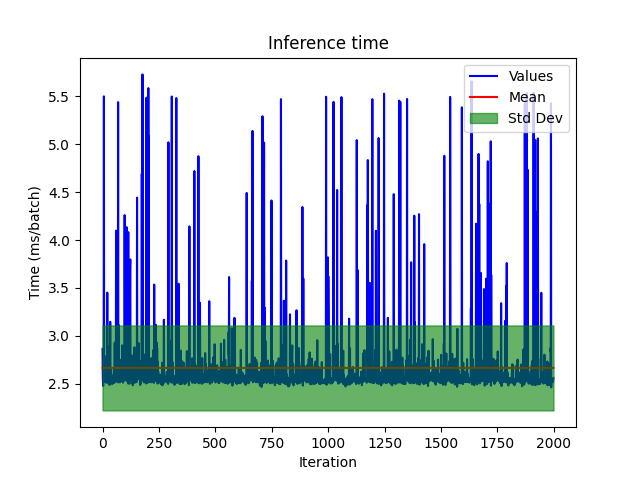 Inference time
Values
Mean
Std Dev
Time (ms/batch)
5.5
5.0
4.5
4.0
3.5
3.0
2.5
0 250 500 750 1000 1250 1500 1750 2000
Iteration